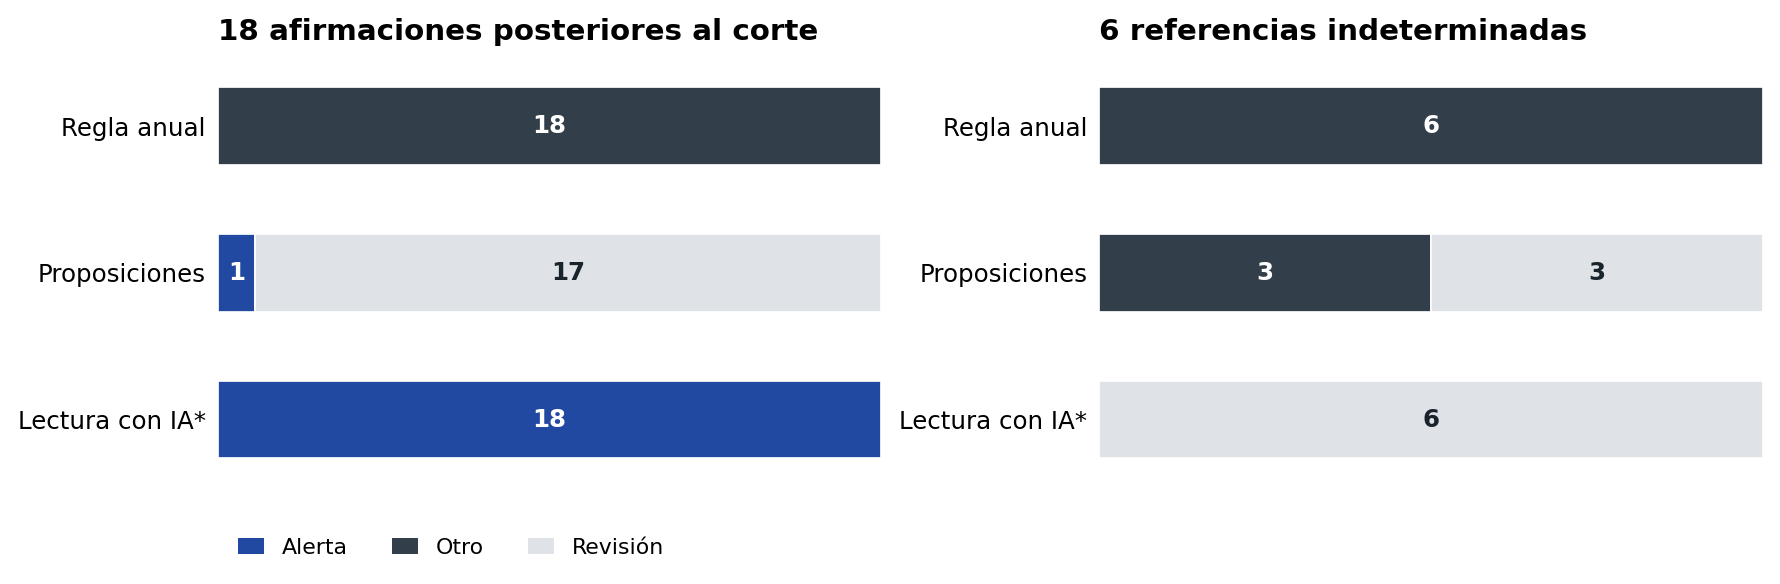 18 afirmaciones posteriores al corte
Regla anual
18
Proposiciones
1
17
Lectura con IA*
18
Alerta
Otro
Revisión
6 referencias indeterminadas
Regla anual
6
Proposiciones
3
3
Lectura con IA*
6